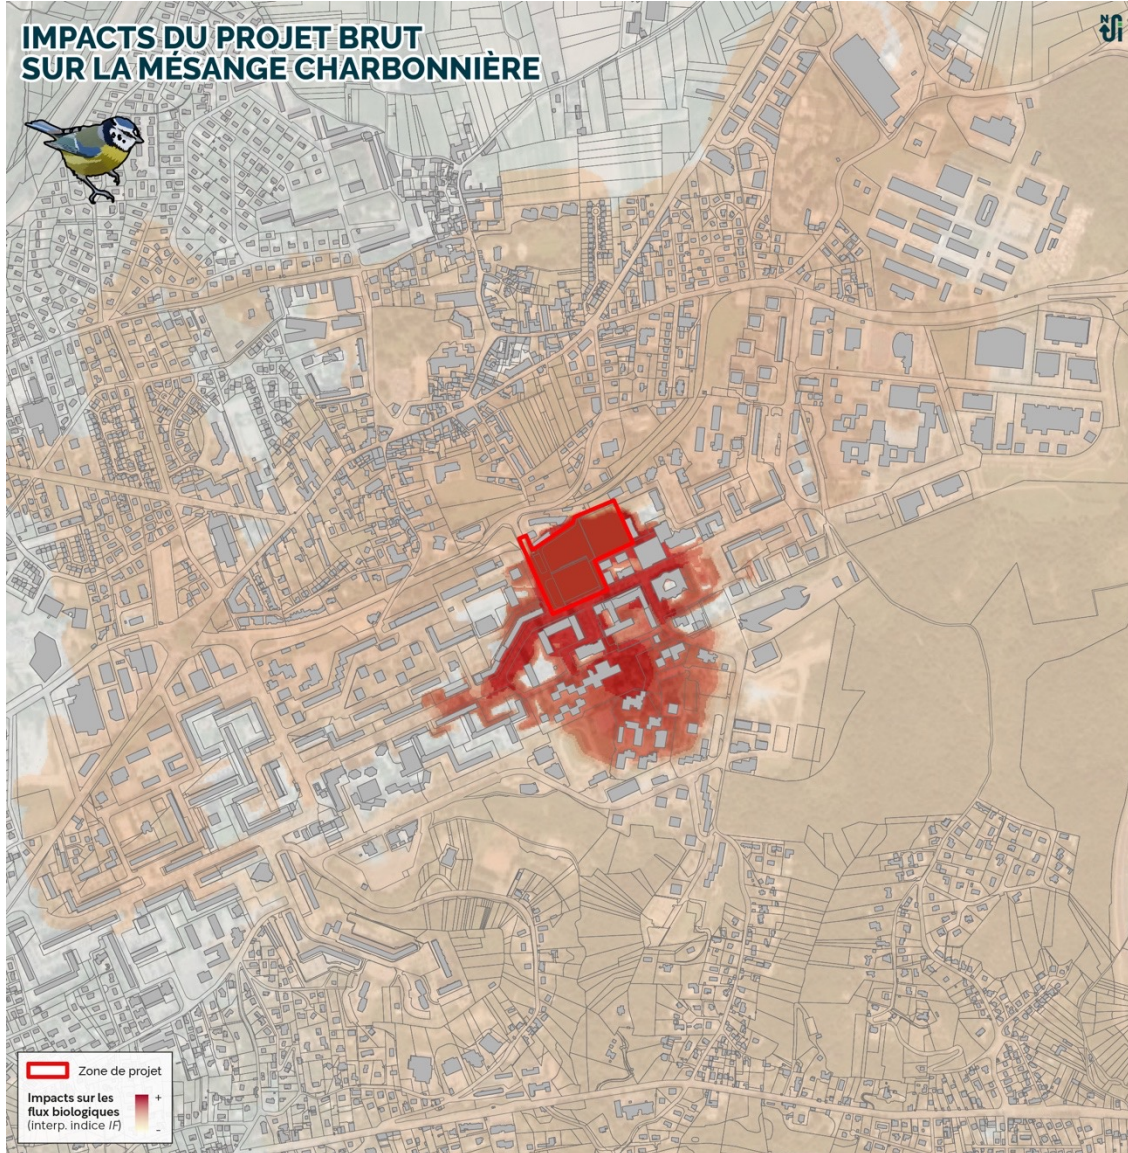 IMPACTS DU PROJET BRUT
SUR LA MÉSANGE CHARBONNIÈRE
N
Zone de projet
Impacts sur les
flux biologiques
(interp. indice IF)
+
-